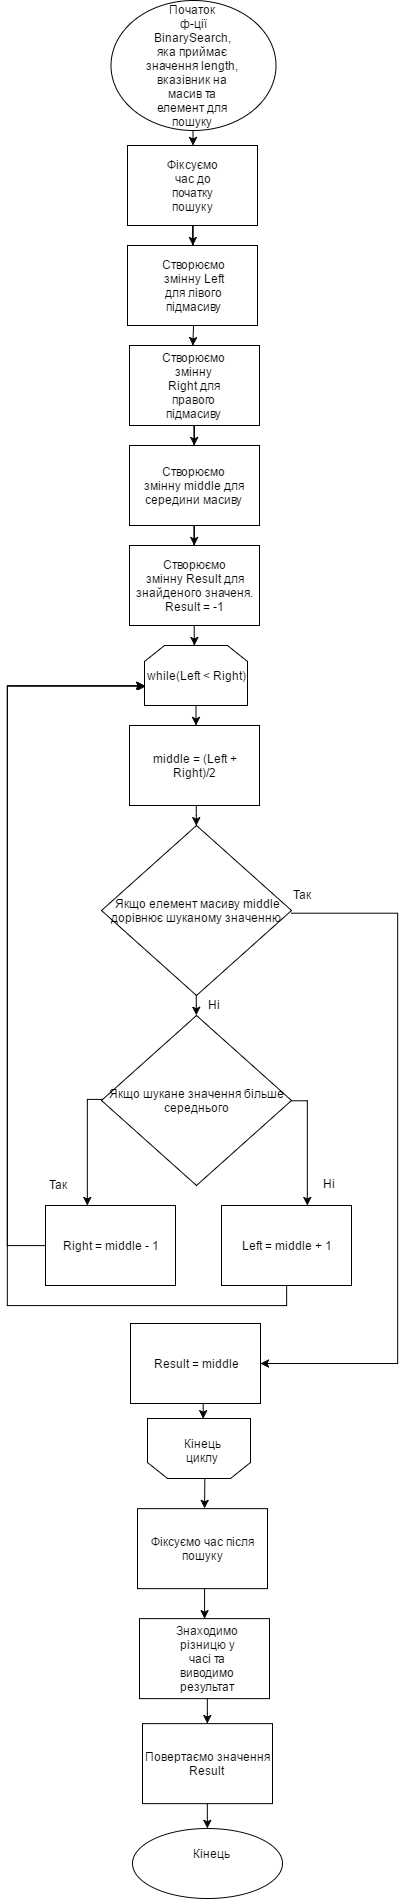 Початок
ф-ції
BinarySearch,
яка приймає
значення length,
вказівник на
масив та
елемент для
пошуку
Фіксуємо
час до
початку
пошуку
Створюємо
змінну Left
для лівого
підмасиву
Створюємо
змінну
Right для
правого
підмасиву
Створюємо
змінну middle для
середини масиву
Створюємо
змінну Result для
знайденого значеня.
Result = -1
while(Left < Right)
middle = (Left +
Right)/2
Якщо елемент масиву middle
дорівнює шуканому значенню
Так
Ні
Якщо шукане значення більше
середнього
Так
Ні
Right = middle - 1
Left = middle + 1
Result = middle
Кінець
циклу
Фіксуємо час після
пошуку
Знаходимо
різницю у
часі та
виводимо
результат
Повертаємо значення
Result
Кінець